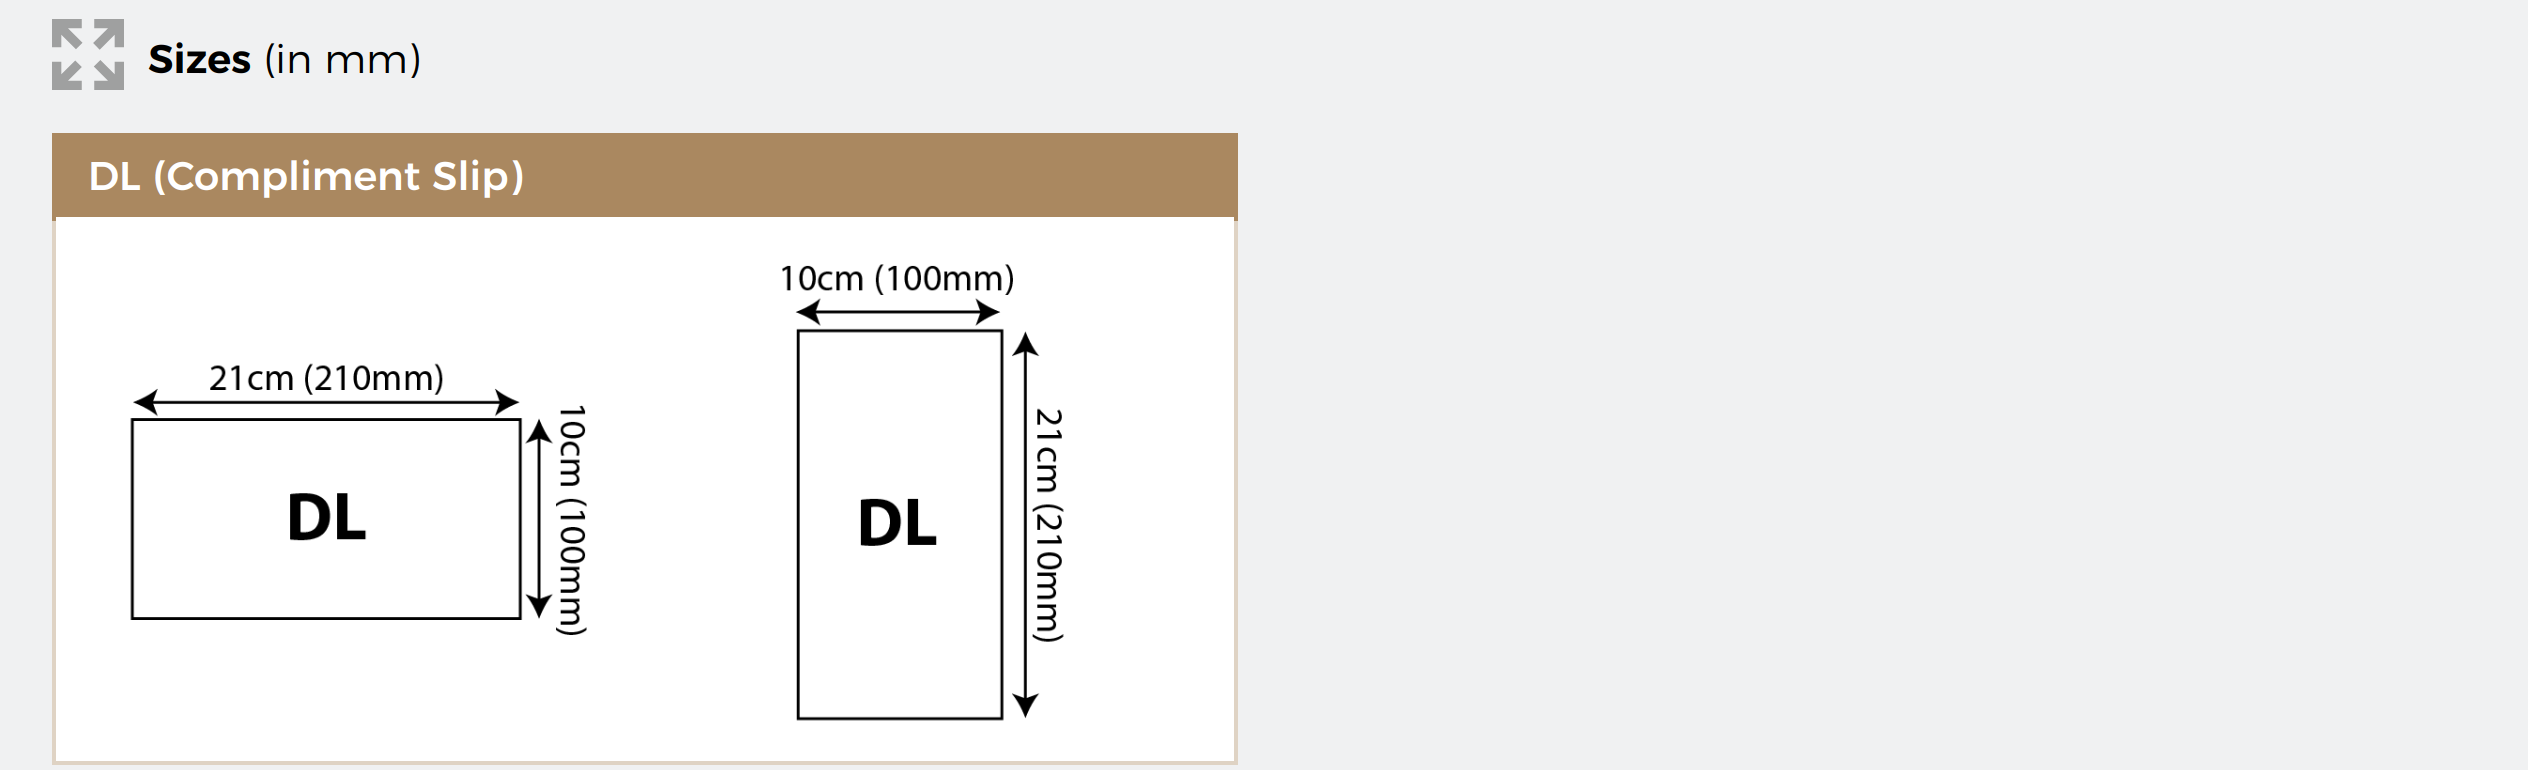 Sizes (in mm)
DL (Compliment Slip)
21cm (210mm)
10cm (100mm)
DL
10cm (100mm)
21cm (210mm)
DL